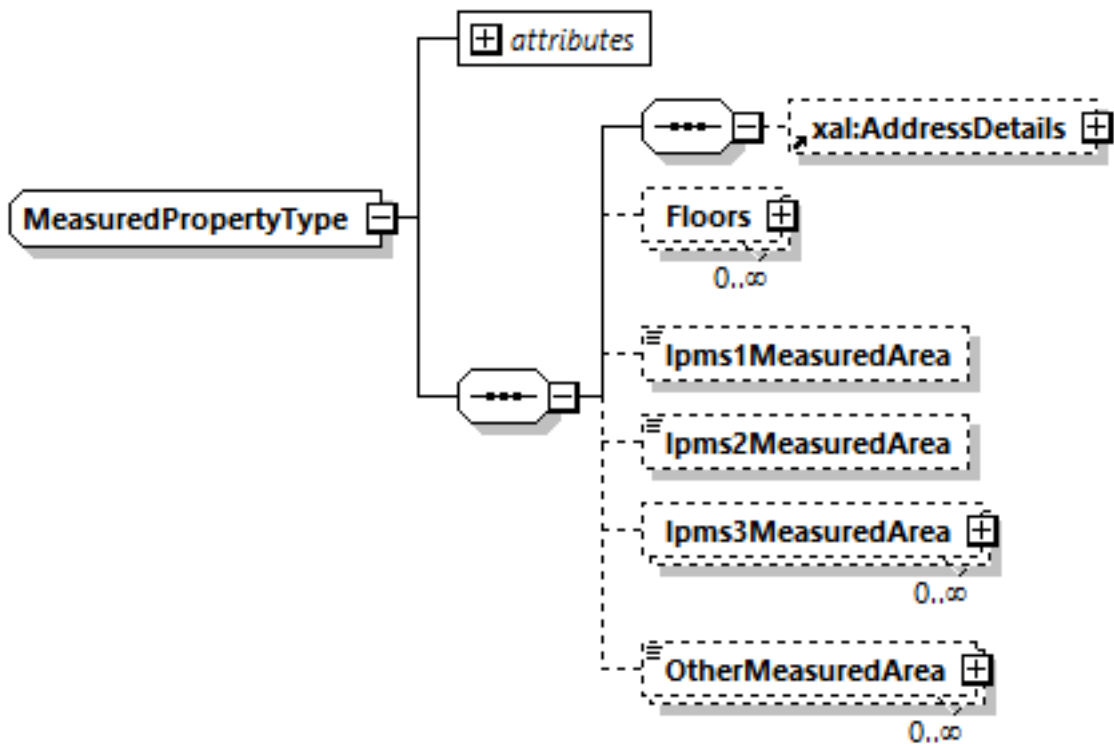 attributes
xal:AddressDetails
MeasuredPropertyType
Floors
0..∞
Ipms1MeasuredArea
Ipms2MeasuredArea
Ipms3MeasuredArea
0..∞
OtherMeasuredArea
0..∞